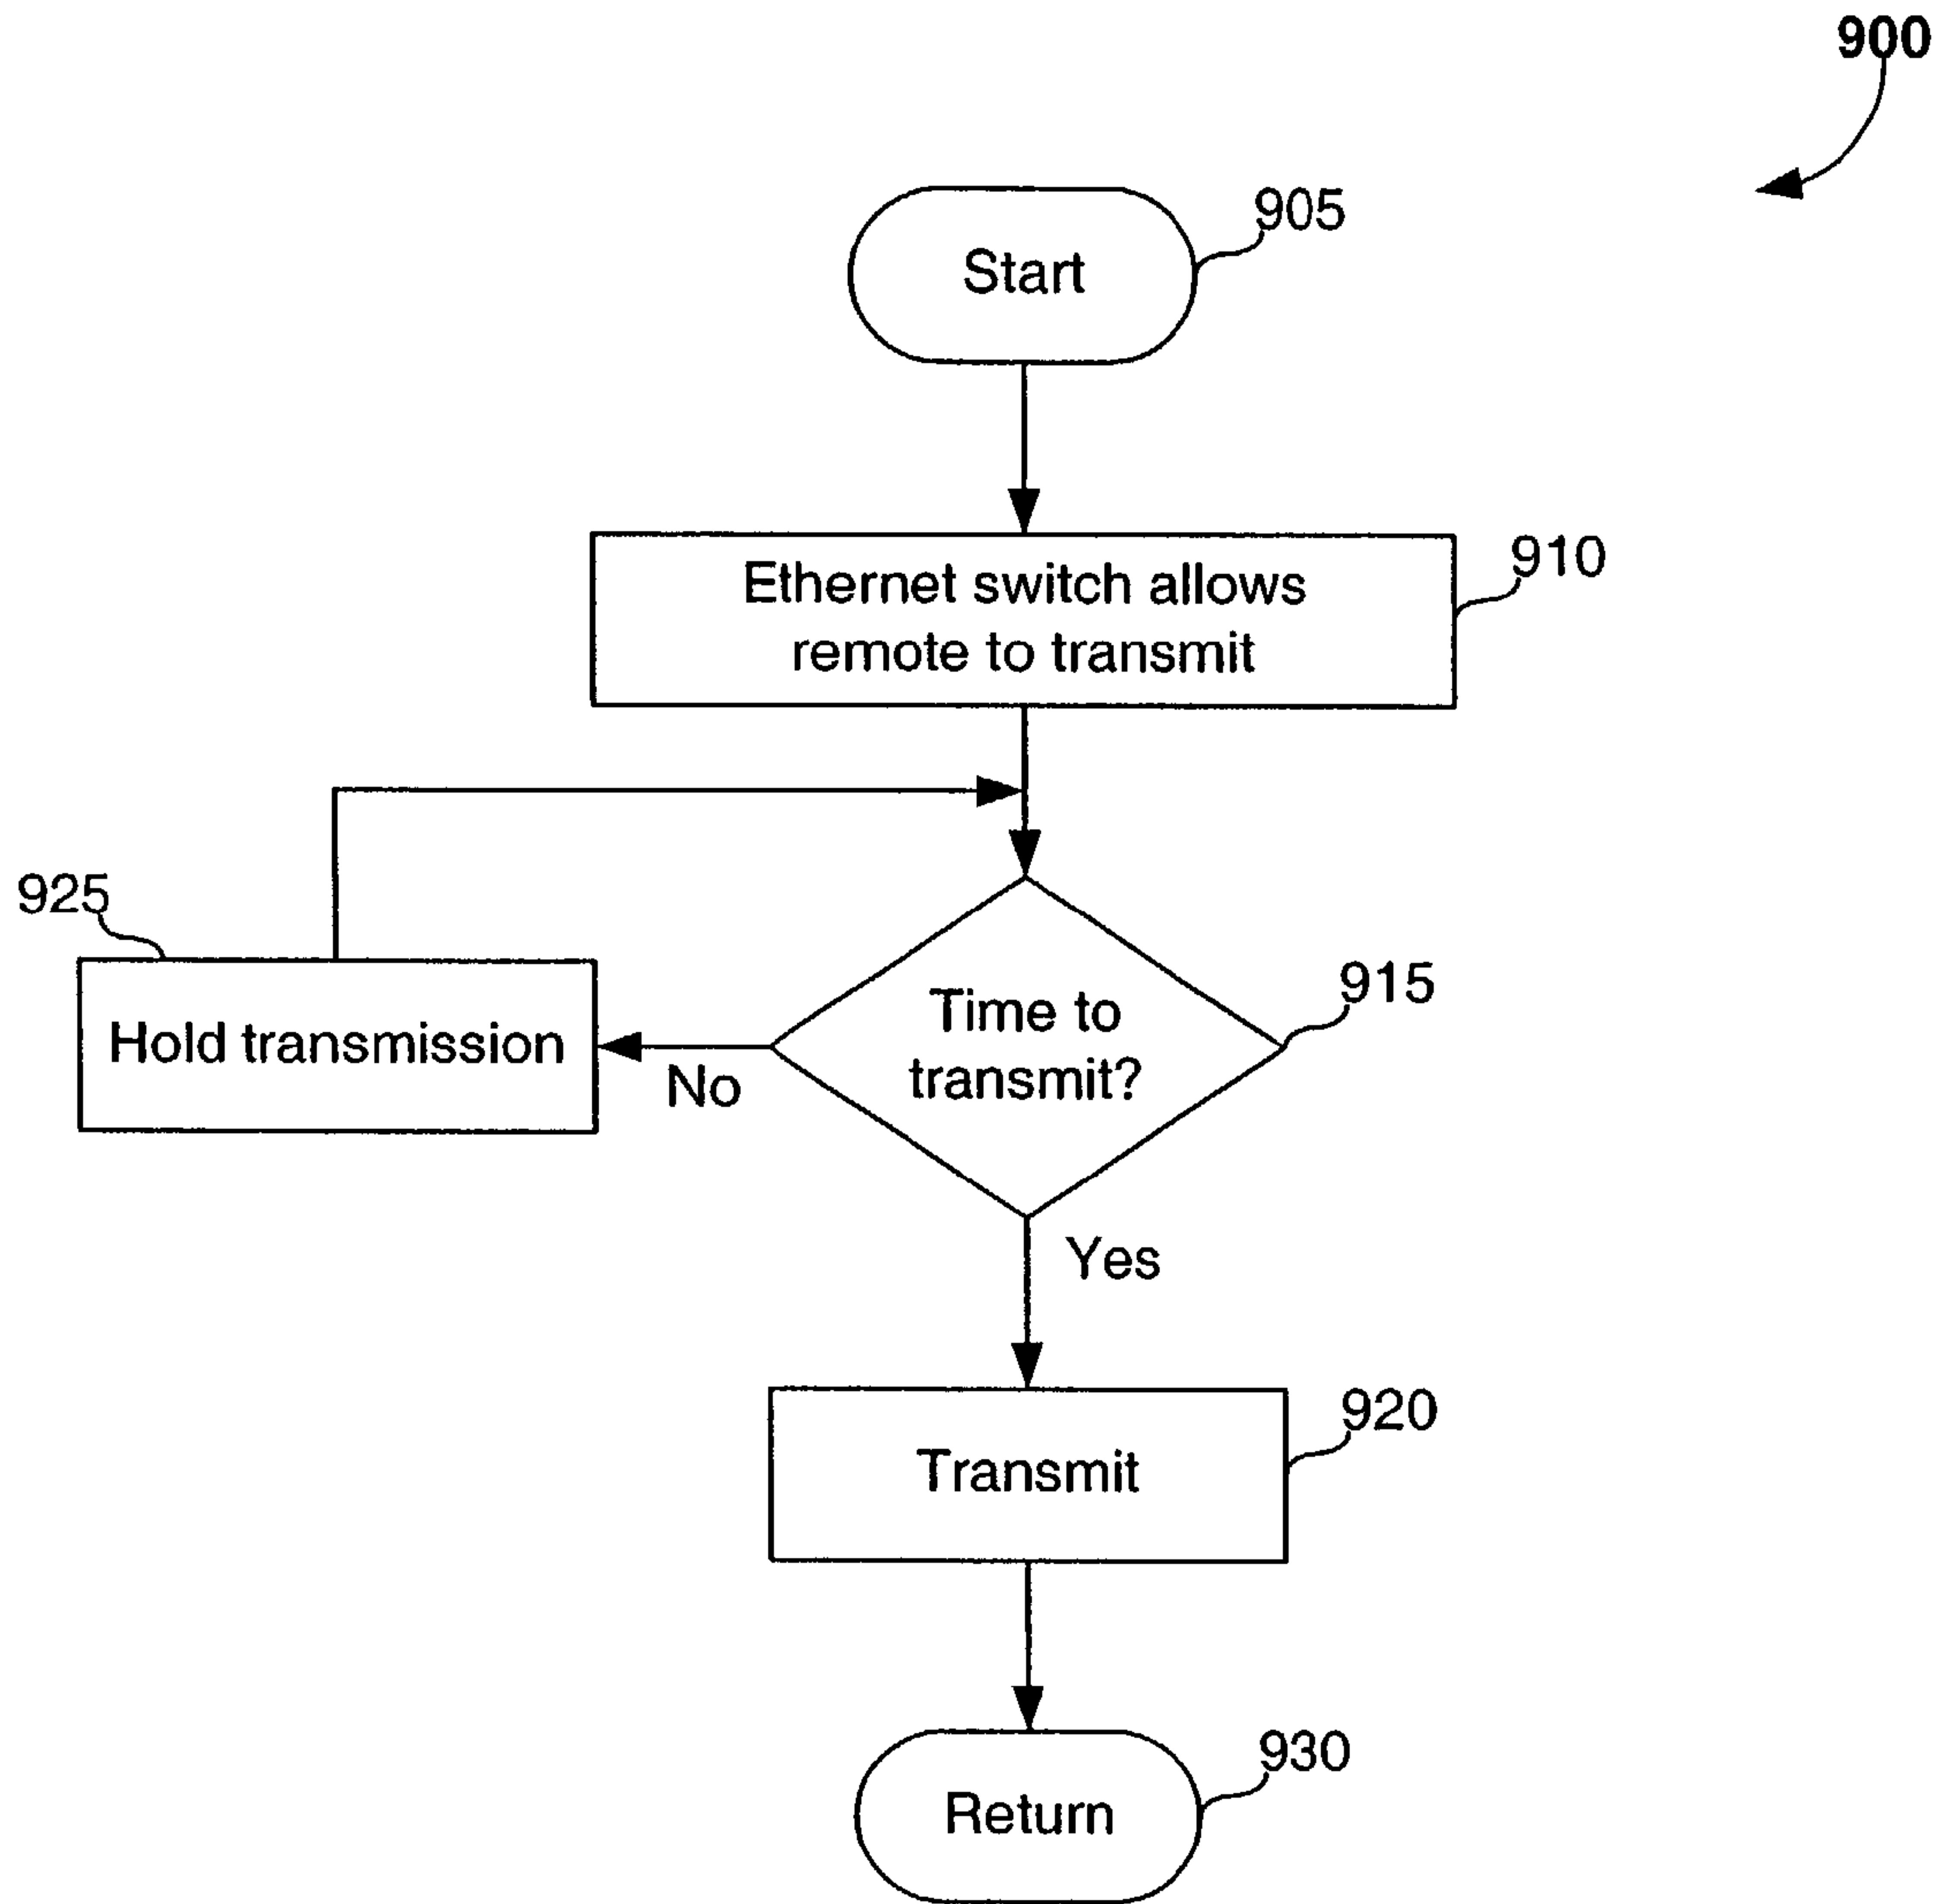 900
905
Start
910
Ethernet switch allows
remote to transmit
925
915
Time to
transmit?
Hold transmission
No
Yes
920
Transmit
930
Return